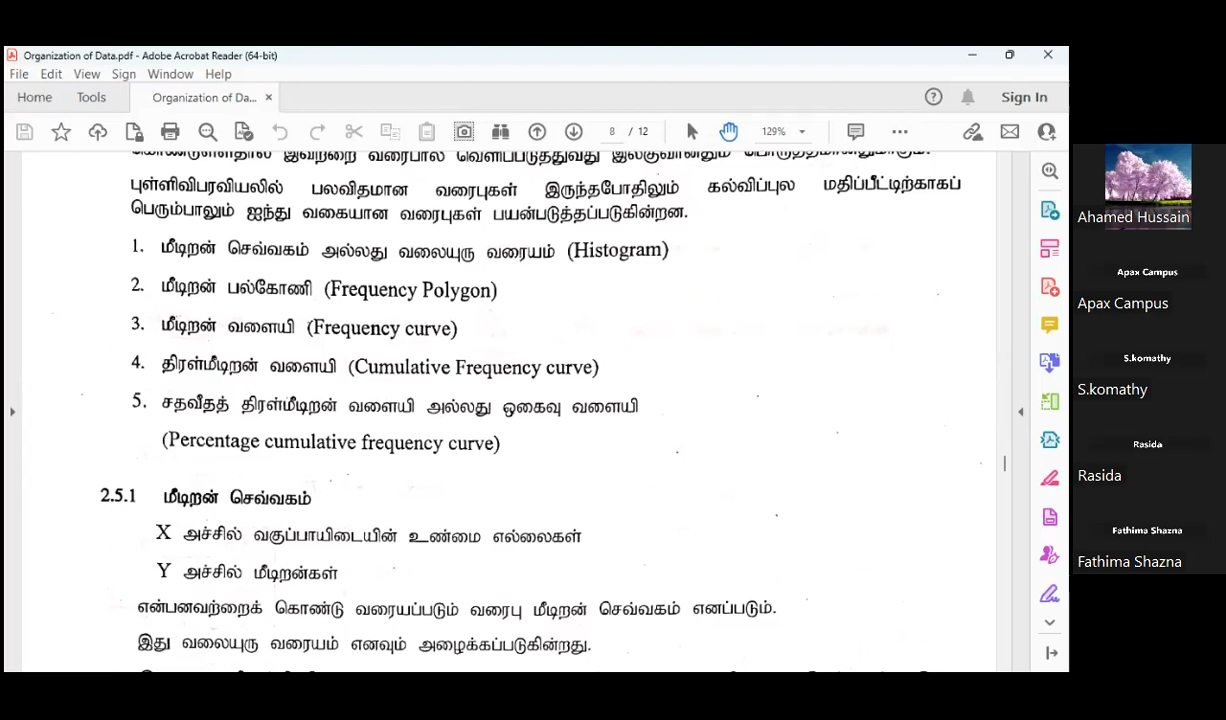 Organization of Data.pdf - Adobe Acrobat Reader (64-bit)
File Edit View Sign Window Help
Home Tools Organization of Da... × Sign In
8 / 12 129%
புள்ளிவிபரவியலில் பலவிதமான வரைபுகள் இருந்தபோதிலும் கல்விப்புல மதிப்பீட்டிற்காகப்
பெரும்பாலும் ஐந்து வகையான வரைபுகள் பயன்படுத்தப்படுகின்றன.
1. மீடிறன் செவ்வகம் அல்லது வலையுரு வரையம் (Histogram)
2. மீடிறன் பல்கோணி (Frequency Polygon)
3. மீடிறன் வளையி (Frequency curve)
4. திரள்மீடிறன் வளையி (Cumulative Frequency curve)
5. சதவீதத் திரள்மீடிறன் வளையி அல்லது ஒகைவு வளையி
(Percentage cumulative frequency curve)
2.5.1 மீடிறன் செவ்வகம்
X அச்சில் வகுப்பாயிடையின் உண்மை எல்லைகள்
Y அச்சில் மீடிறன்கள்
என்பனவற்றைக் கொண்டு வரையப்படும் வரைபு மீடிறன் செவ்வகம் எனப்படும்.
இது வலையுரு வரையம் எனவும் அழைக்கப்படுகின்றது.
Ahamed Hussain
Apax Campus
Apax Campus
S.komathy
S.komathy
Rasida
Rasida
Fathima Shazna
Fathima Shazna